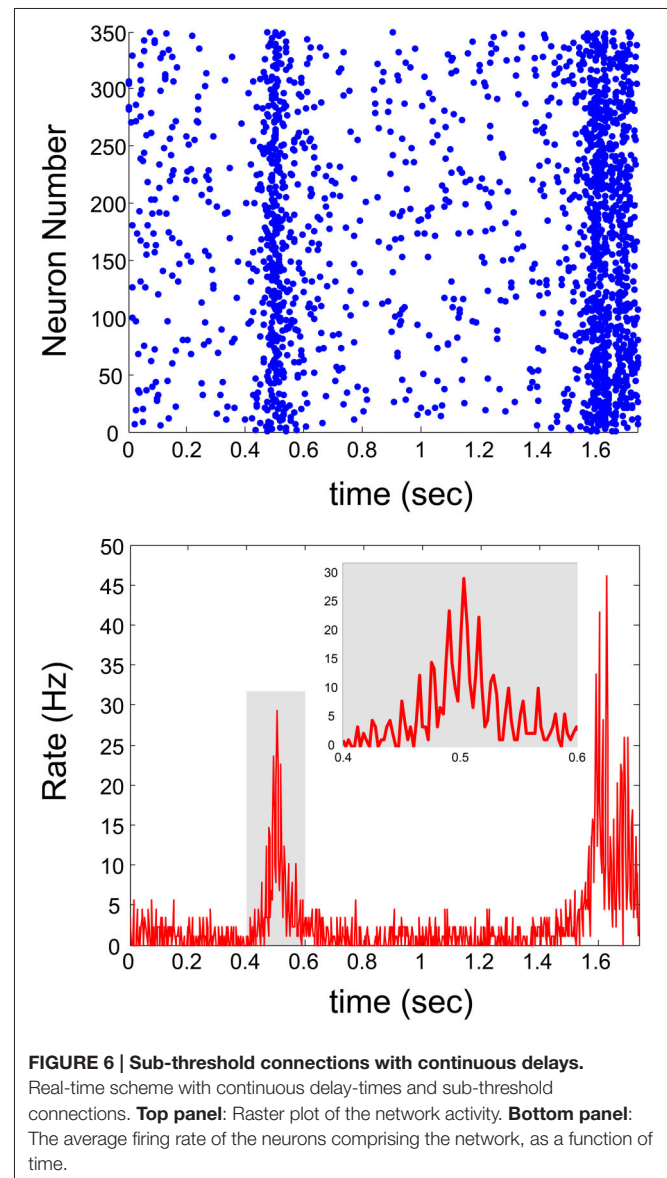 350
300
250
200
150
100
50
0
Neuron Number
0 0.2 0.4 0.6 0.8 1 1.2 1.4 1.6
time (sec)
50
45
40
35
30
25
20
15
10
5
0
Rate (Hz)
30
25
20
15
10
5
0
0.4 0.5 0.6
0 0.2 0.4 0.6 0.8 1 1.2 1.4 1.6
time (sec)
FIGURE 6 | Sub-threshold connections with continuous delays.
Real-time scheme with continuous delay-times and sub-threshold
connections. Top panel: Raster plot of the network activity. Bottom panel:
The average firing rate of the neurons comprising the network, as a function of
time.